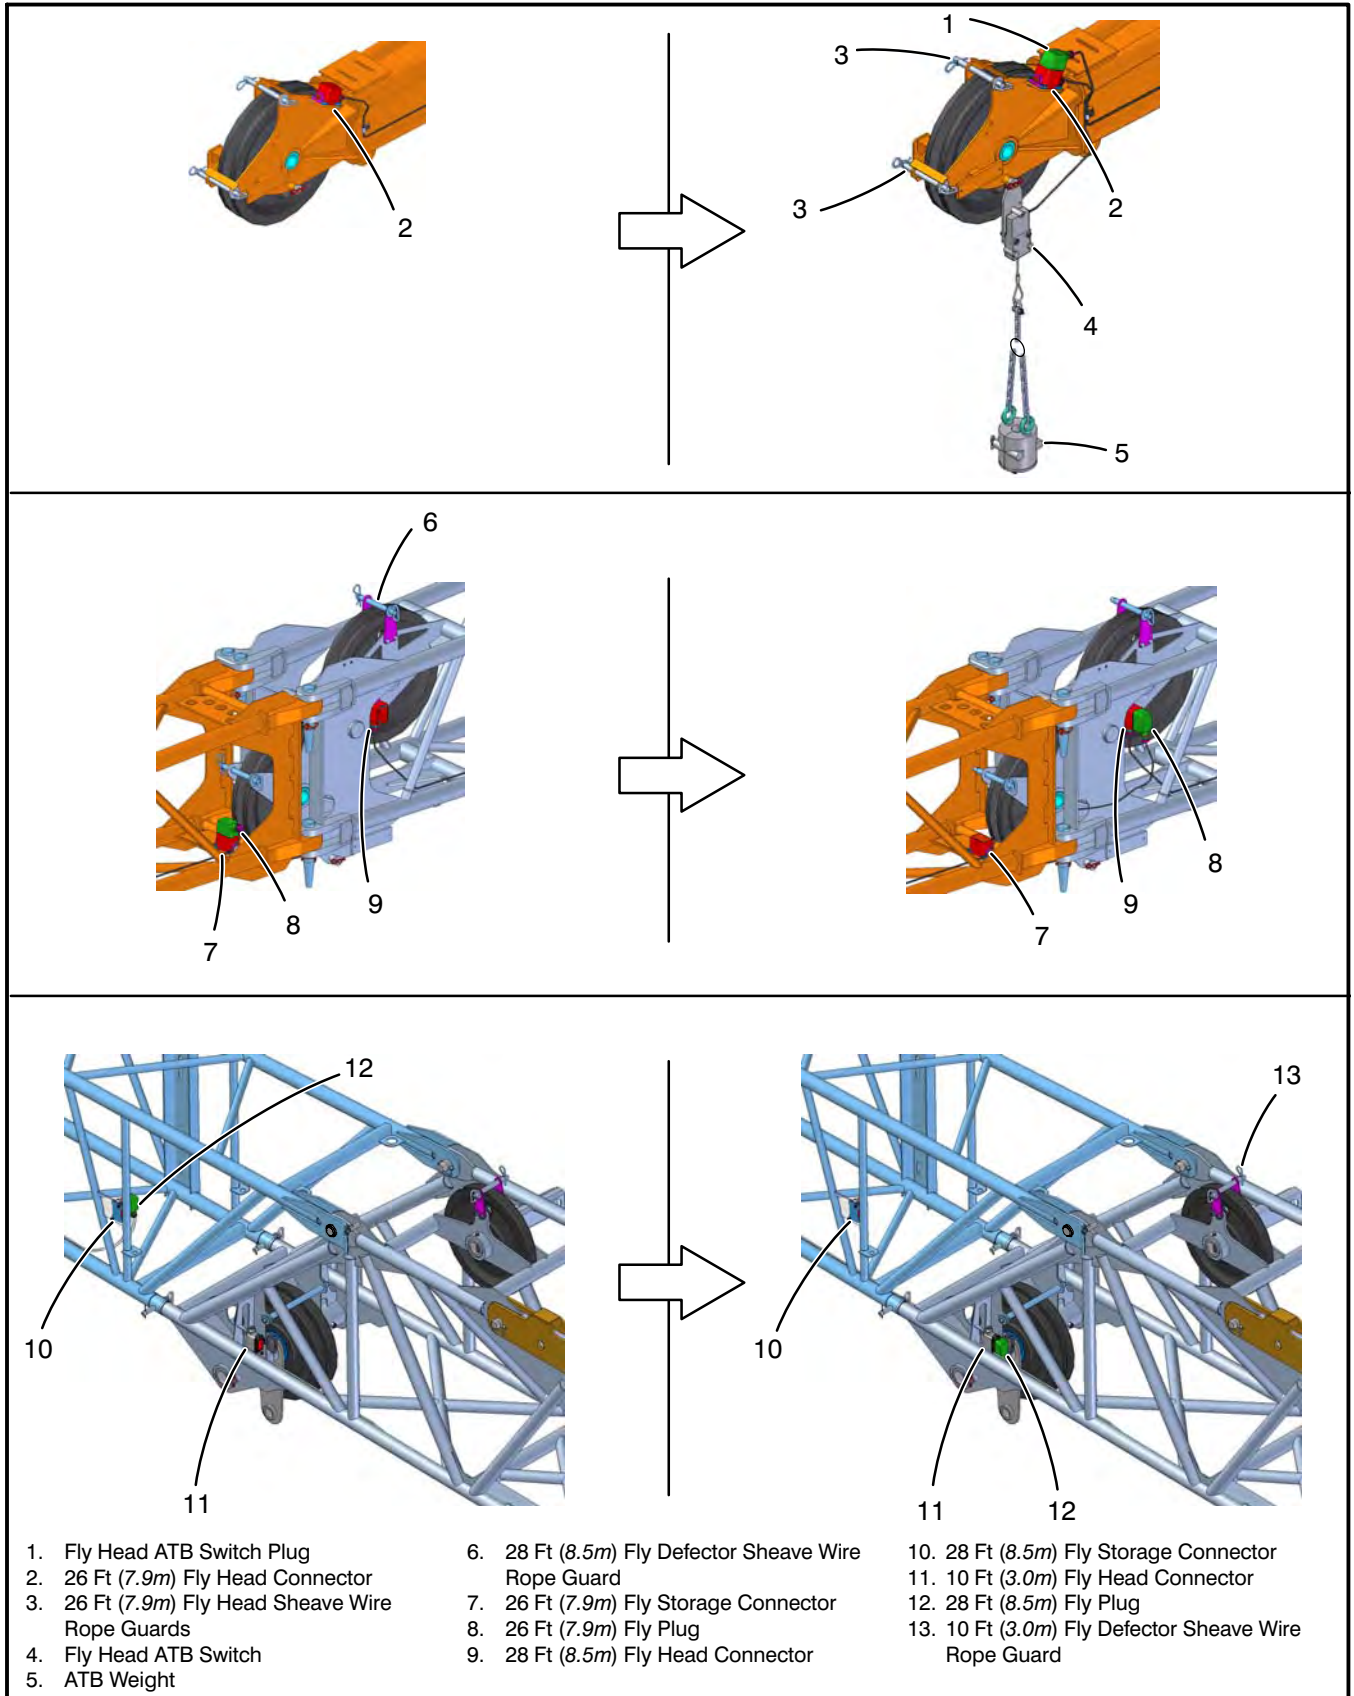 1
3
3
2
2
4
5
6
9
8
7
8
9
7
12
13
10
10
11
11
12
1. Fly Head ATB Switch Plug
2. 26 Ft (7.9m) Fly Head Connector
3. 26 Ft (7.9m) Fly Head Sheave Wire
Rope Guards
4. Fly Head ATB Switch
5. ATB Weight
6. 28 Ft (8.5m) Fly Defector Sheave Wire
Rope Guard
7. 26 Ft (7.9m) Fly Storage Connector
8. 26 Ft (7.9m) Fly Plug
9. 28 Ft (8.5m) Fly Head Connector
10. 28 Ft (8.5m) Fly Storage Connector
11. 10 Ft (3.0m) Fly Head Connector
12. 28 Ft (8.5m) Fly Plug
13. 10 Ft (3.0m) Fly Defector Sheave Wire
Rope Guard